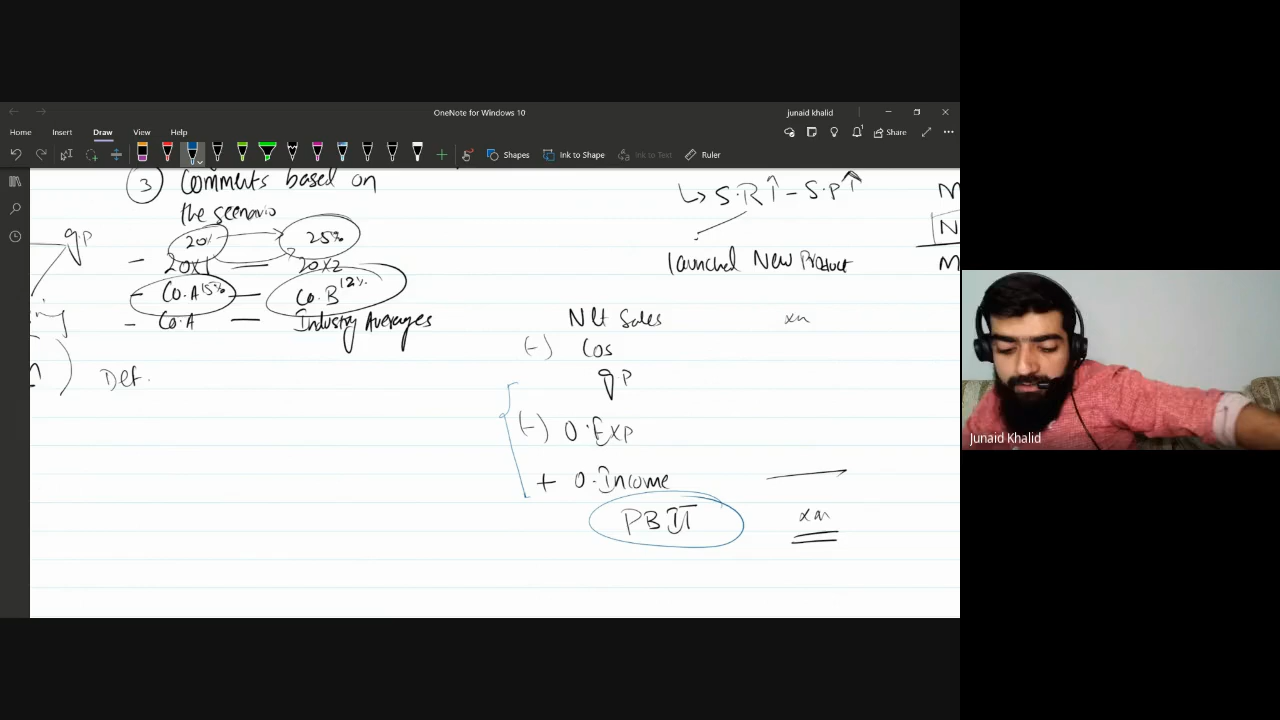 OneNote for Windows 10
junaid khalid
Home Insert Draw View Help
Share
Shapes
Ink to Shape
Ink to Text
Ruler
3 Comments based on
the scenario
20% 25%
- 20X1 — 20X2
- Co.A 15% — Co.B 12%
- Co.A — Industry Averages
Def.
gp
S.R↑ - S.P↑
launched New Product
Net Sales xn
(-) Cos
gP
(-) O.Exp
+ O.Income
PBIT xn
Junaid Khalid